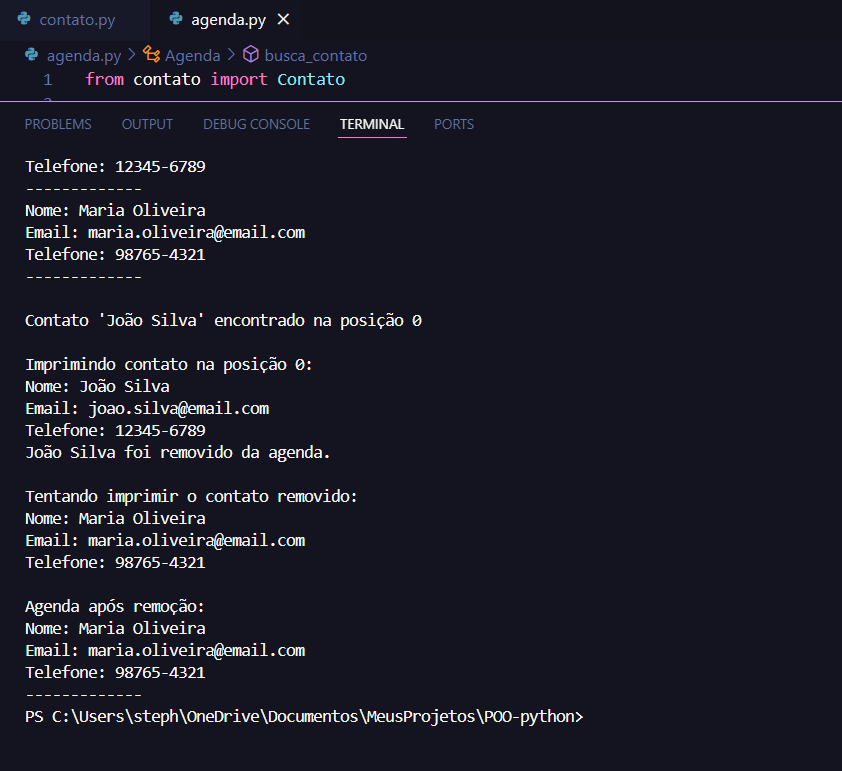 contato.py agenda.py
agenda.py > Agenda > busca_contato
1 from contato import Contato
PROBLEMS OUTPUT DEBUG CONSOLE TERMINAL PORTS
Telefone: 12345-6789
-------------
Nome: Maria Oliveira
Email: maria.oliveira@email.com
Telefone: 98765-4321
-------------
Contato 'João Silva' encontrado na posição 0
Imprimindo contato na posição 0:
Nome: João Silva
Email: joao.silva@email.com
Telefone: 12345-6789
João Silva foi removido da agenda.
Tentando imprimir o contato removido:
Nome: Maria Oliveira
Email: maria.oliveira@email.com
Telefone: 98765-4321
Agenda após remoção:
Nome: Maria Oliveira
Email: maria.oliveira@email.com
Telefone: 98765-4321
-------------
PS C:\Users\steph\OneDrive\Documentos\MeusProjetos\POO-python>